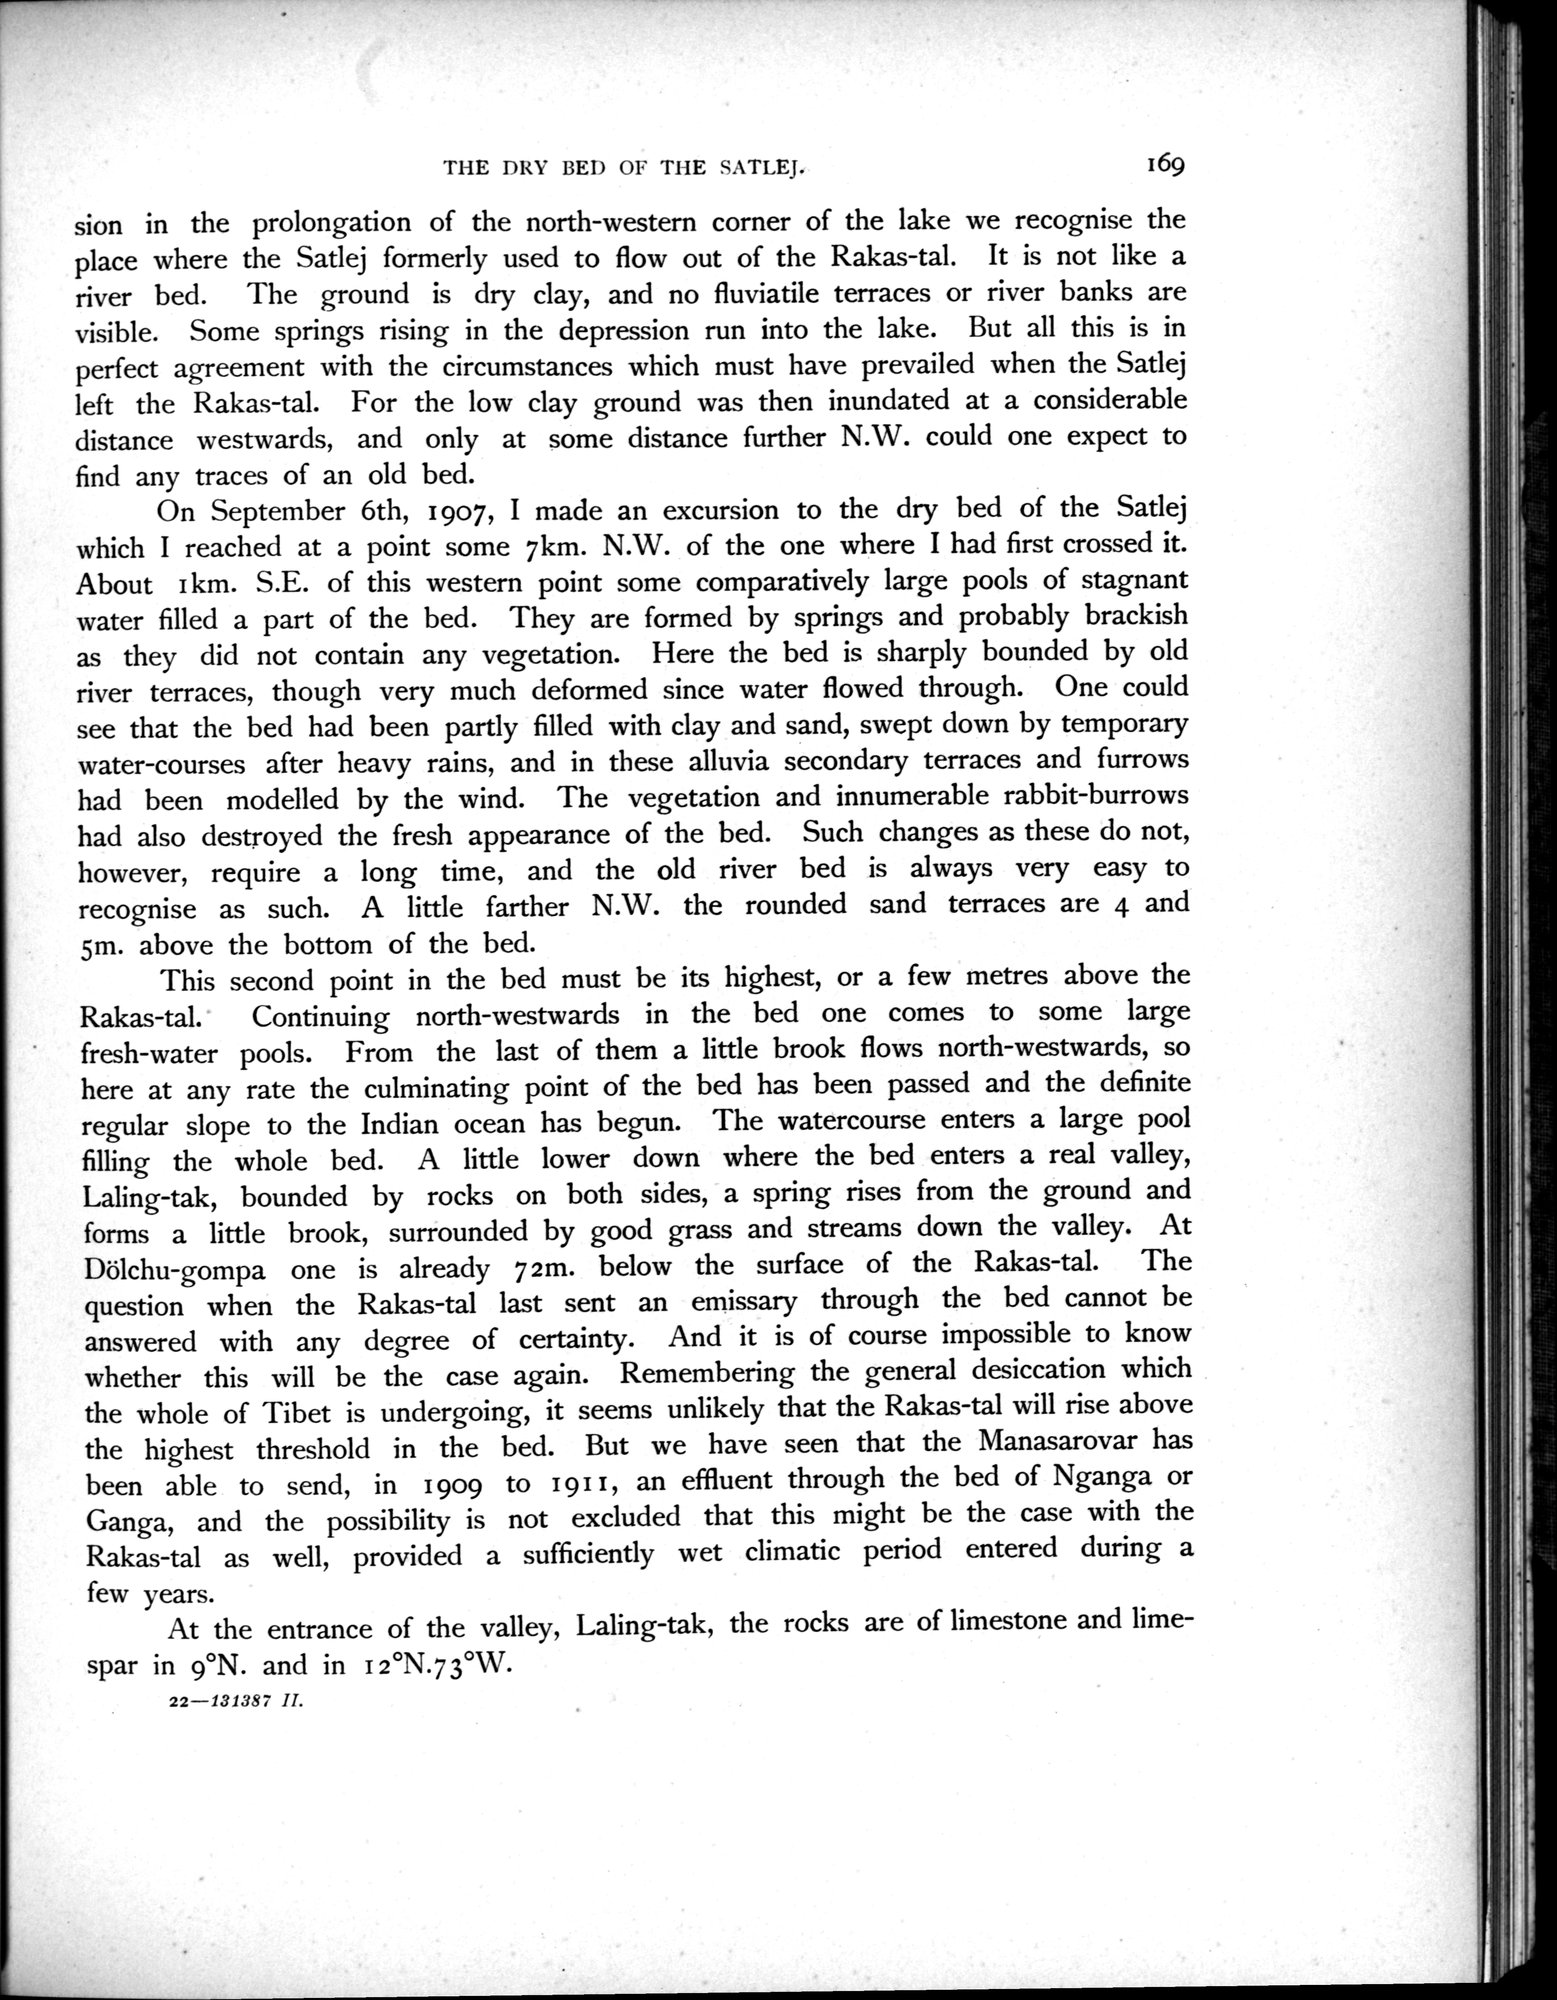 THE DRY BED OF THE SATLEJ. 169
sion in the prolongation of the north-western corner of the lake we recognise the
place where the Satlej formerly used to flow out of the Rakas-tal. It is not like a
river bed. The ground is dry clay, and no fluviatile terraces or river banks are
visible. Some springs rising in the depression run into the lake. But all this is in
perfect agreement with the circumstances which must have prevailed when the Satlej
left the Rakas-tal. For the low clay ground was then inundated at a considerable
distance westwards, and only at some distance further N.W. could one expect to
find any traces of an old bed.
On September 6th, 1907, I made an excursion to the dry bed of the Satlej
which I reached at a point some 7km. N.W. of the one where I had first crossed it.
About 1km. S.E. of this western point some comparatively large pools of stagnant
water filled a part of the bed. They are formed by springs and probably brackish
as they did not contain any vegetation. Here the bed is sharply bounded by old
river terraces, though very much deformed since water flowed through. One could
see that the bed had been partly filled with clay and sand, swept down by temporary
water-courses after heavy rains, and in these alluvia secondary terraces and furrows
had been modelled by the wind. The vegetation and innumerable rabbit-burrows
had also destroyed the fresh appearance of the bed. Such changes as these do not,
however, require a long time, and the old river bed is always very easy to
recognise as such. A little farther N.W. the rounded sand terraces are 4 and
5m. above the bottom of the bed.
This second point in the bed must be its highest, or a few metres above the
Rakas-tal. Continuing north-westwards in the bed one comes to some large
fresh-water pools. From the last of them a little brook flows north-westwards, so
here at any rate the culminating point of the bed has been passed and the definite
regular slope to the Indian ocean has begun. The watercourse enters a large pool
filling the whole bed. A little lower down where the bed enters a real valley,
Laling-tak, bounded by rocks on both sides, a spring rises from the ground and
forms a little brook, surrounded by good grass and streams down the valley. At
Dölchu-gompa one is already 72m. below the surface of the Rakas-tal. The
question when the Rakas-tal last sent an emissary through the bed cannot be
answered with any degree of certainty. And it is of course impossible to know
whether this will be the case again. Remembering the general desiccation which
the whole of Tibet is undergoing, it seems unlikely that the Rakas-tal will rise above
the highest threshold in the bed. But we have seen that the Manasarovar has
been able to send, in 1909 to 1911, an effluent through the bed of Nganga or
Ganga, and the possibility is not excluded that this might be the case with the
Rakas-tal as well, provided a sufficiently wet climatic period entered during a
few years.
At the entrance of the valley, Laling-tak, the rocks are of limestone and lime-
spar in 9°N. and in 12°N.73°W.
22—131387 II.